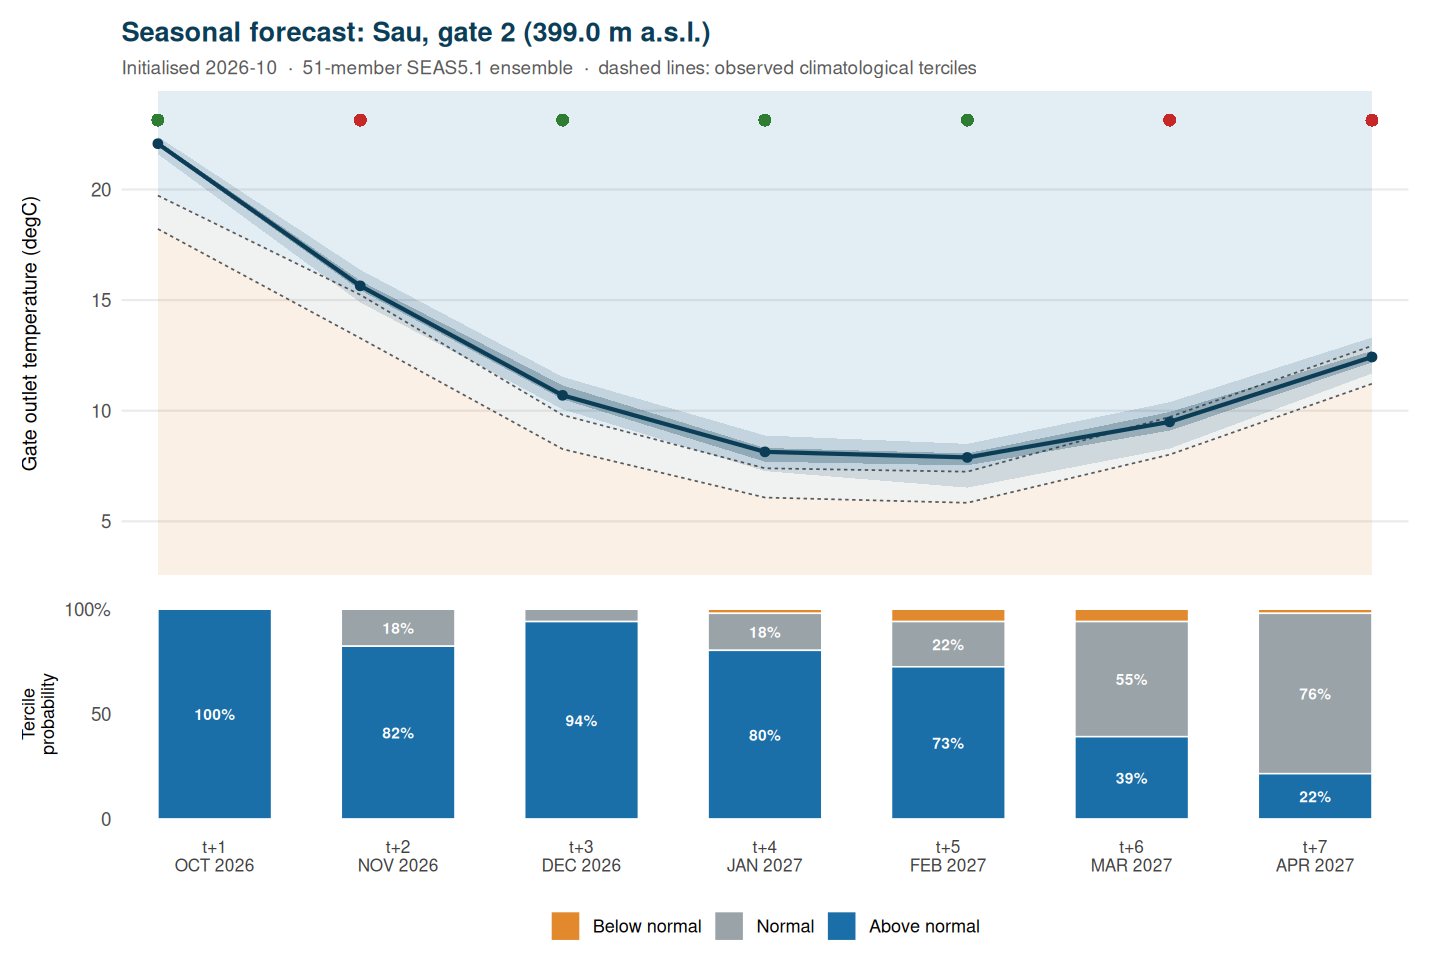 Seasonal forecast: Sau, gate 2 (399.0 m a.s.l.)
Initialised 2026-10 · 51-member SEAS5.1 ensemble · dashed lines: observed climatological terciles
Gate outlet temperature (degC)
20
15
10
5
Tercile
probability
100%
50
0
100%
18%
82%
94%
18%
80%
22%
73%
55%
39%
76%
22%
t+1
OCT 2026
t+2
NOV 2026
t+3
DEC 2026
t+4
JAN 2027
t+5
FEB 2027
t+6
MAR 2027
t+7
APR 2027
Below normal
Normal
Above normal